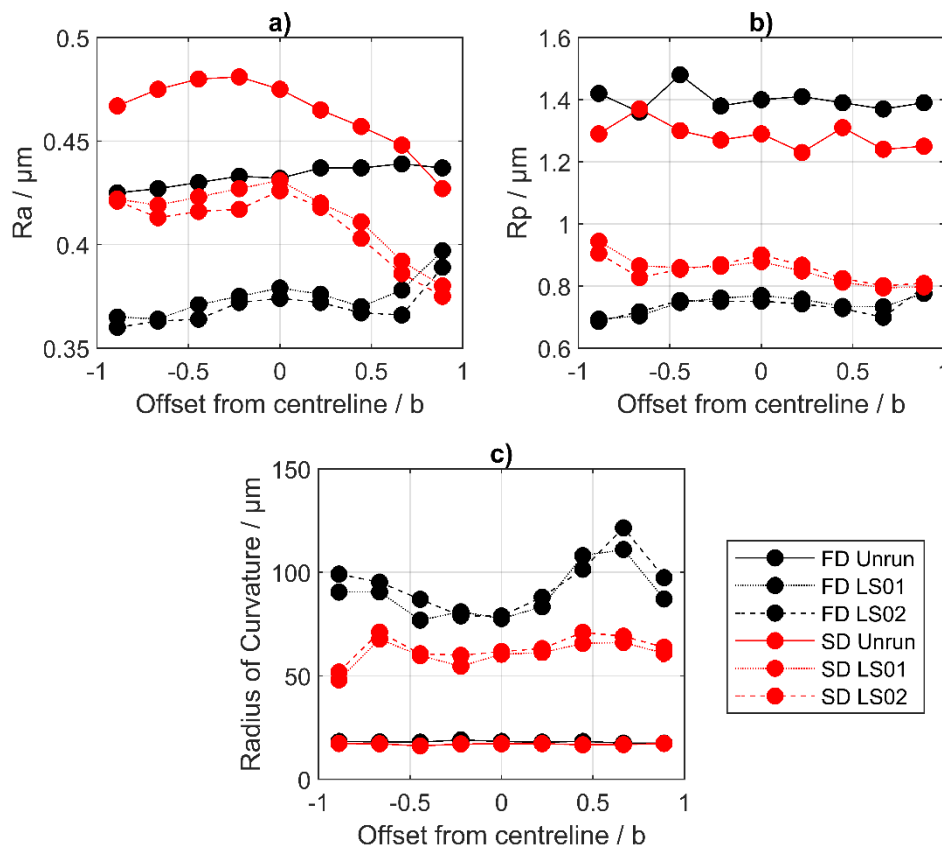 a)
0.5
0.45
0.4
0.35
Ra / µm
-1 -0.5 0 0.5 1
Offset from centreline / b
b)
1.6
1.4
1.2
1
0.8
0.6
Rp / µm
-1 -0.5 0 0.5 1
Offset from centreline / b
c)
150
100
50
0
Radius of Curvature / µm
-1 -0.5 0 0.5 1
Offset from centreline / b
FD Unrun
FD LS01
FD LS02
SD Unrun
SD LS01
SD LS02